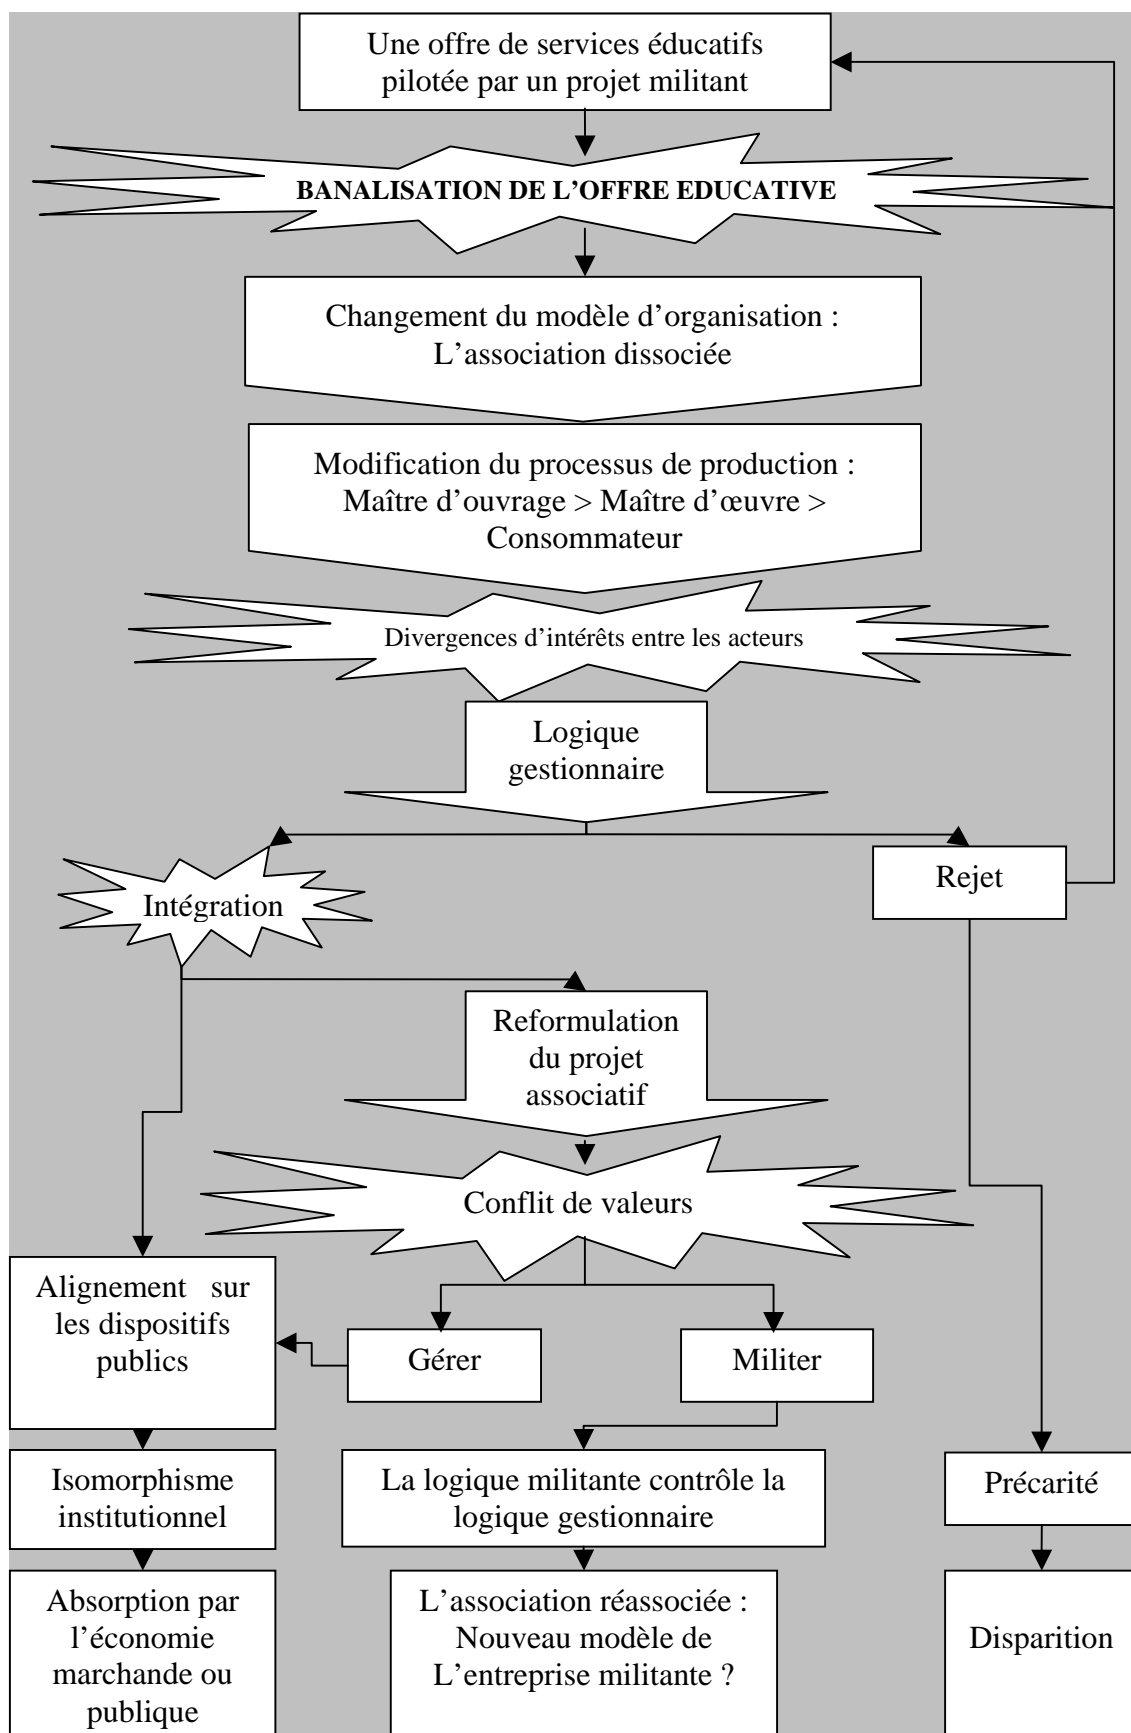 Une offre de services éducatifs
pilotée par un projet militant
BANALISATION DE L’OFFRE EDUCATIVE
Changement du modèle d’organisation :
L’association dissociée
Modification du processus de production :
Maître d’ouvrage > Maître d’œuvre >
Consommateur
Divergences d’intérêts entre les acteurs
Logique
gestionnaire
Intégration
Rejet
Reformulation
du projet
associatif
Conflit de valeurs
Alignement sur
les dispositifs
publics
Gérer
Militer
Isomorphisme
institutionnel
La logique militante contrôle la
logique gestionnaire
Précarité
Absorption par
l’économie
marchande ou
publique
L’association réassociée :
Nouveau modèle de
L’entreprise militante ?
Disparition